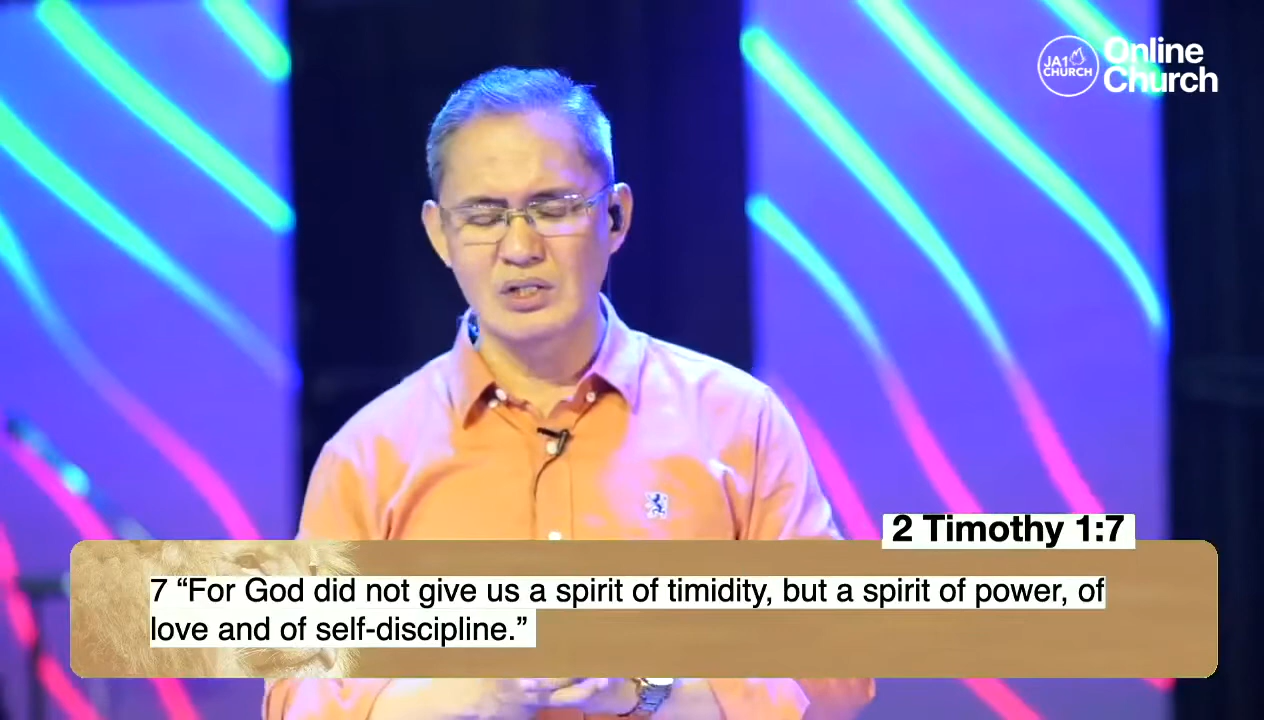 JA1
CHURCH
Online
Church
2 Timothy 1:7
7 “For God did not give us a spirit of timidity, but a spirit of power, of
love and of self-discipline.”